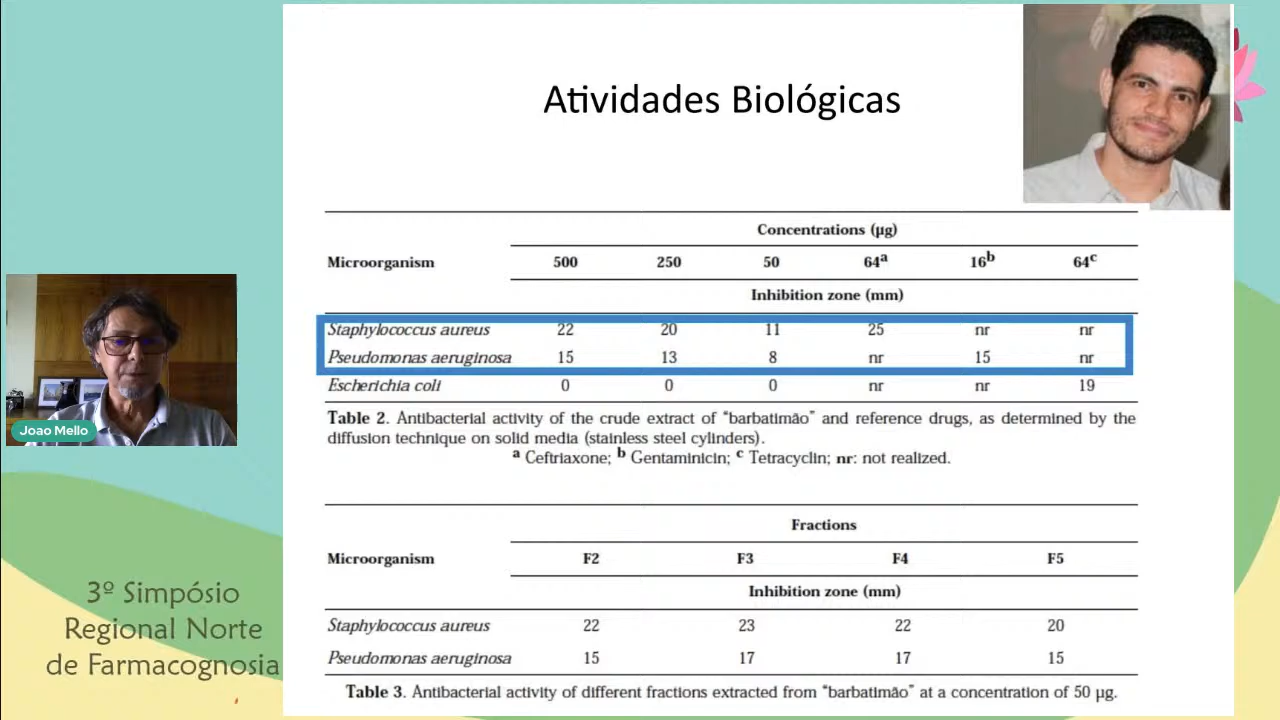 Atividades Biológicas
Concentrations (µg)
Microorganism 500 250 50 64a 16b 64c
Inhibition zone (mm)
Staphylococcus aureus 22 20 11 25 nr nr
Pseudomonas aeruginosa 15 13 8 nr 15 nr
Escherichia coli 0 0 0 nr nr 19
Table 2. Antibacterial activity of the crude extract of “barbatimão” and reference drugs, as determined by the
diffusion technique on solid media (stainless steel cylinders).
a Ceftriaxone; b Gentaminicin; c Tetracyclin; nr: not realized.
Fractions
Microorganism F2 F3 F4 F5
Inhibition zone (mm)
Staphylococcus aureus 22 23 22 20
Pseudomonas aeruginosa 15 17 17 15
Table 3. Antibacterial activity of different fractions extracted from “barbatimão” at a concentration of 50 µg.
Joao Mello
3º Simpósio
Regional Norte
de Farmacognosia